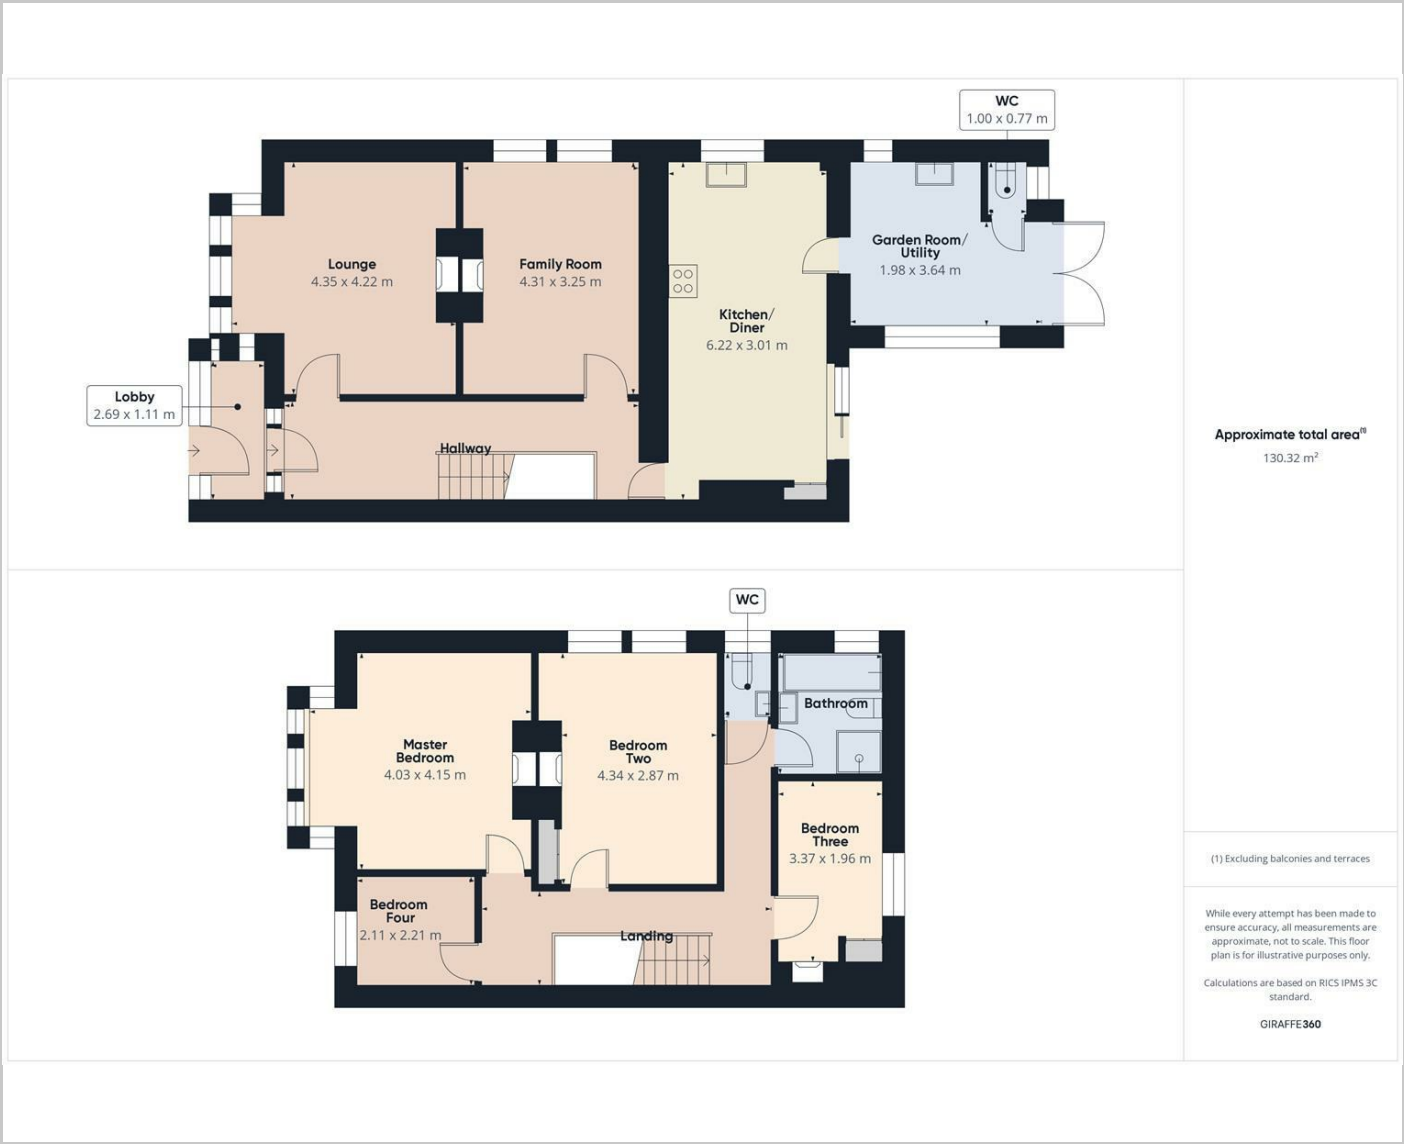 WC
1.00 x 0.77 m
Lounge
4.35 x 4.22 m
Family Room
4.31 x 3.25 m
Garden Room/
Utility
1.98 x 3.64 m
Kitchen/
Diner
6.22 x 3.01 m
Lobby
2.69 x 1.11 m
Hallway
Approximate total area(1)
130.32 m²
WC
Bathroom
Master
Bedroom
4.03 x 4.15 m
Bedroom
Two
4.34 x 2.87 m
Bedroom
Three
3.37 x 1.96 m
Bedroom
Four
2.11 x 2.21 m
Landing
(1) Excluding balconies and terraces
While every attempt has been made to
ensure accuracy, all measurements are
approximate, not to scale. This floor
plan is for illustrative purposes only.
Calculations are based on RICS IPMS 3C
standard.
GIRAFFE360